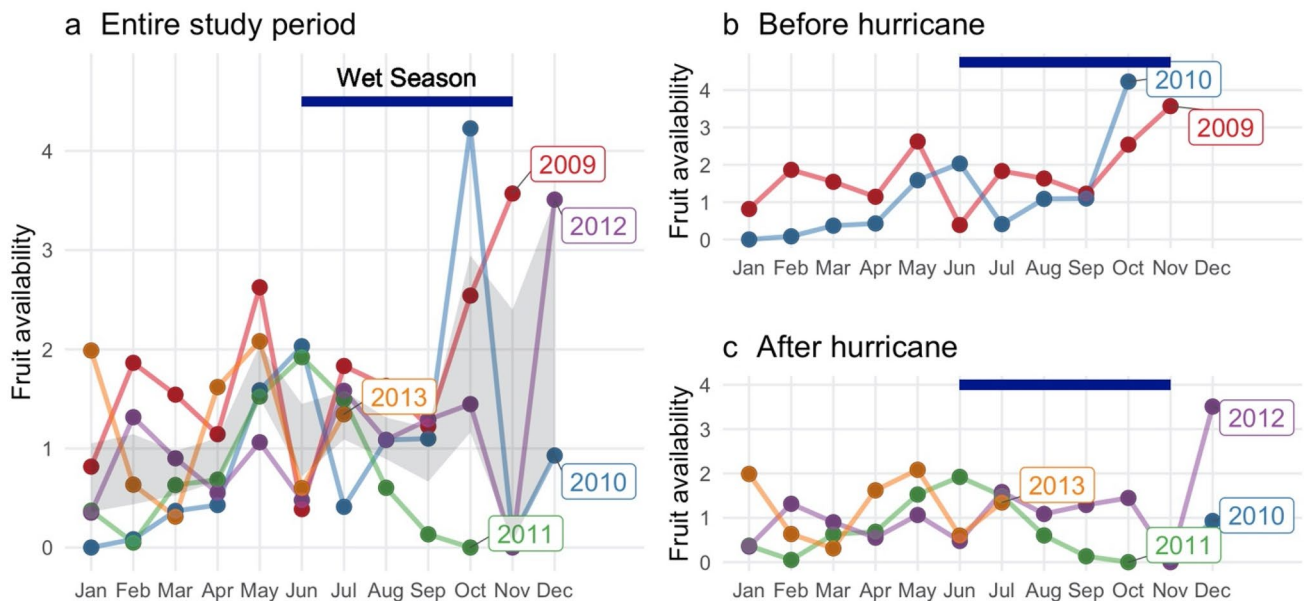 a Entire study period
Wet Season
Fruit availability
4
3
2
1
0
2009
2012
2013
2010
2011
Jan Feb Mar Apr May Jun Jul Aug Sep Oct Nov Dec
b Before hurricane
Fruit availability
4
3
2
1
0
2010
2009
Jan Feb Mar Apr May Jun Jul Aug Sep Oct Nov Dec
c After hurricane
Fruit availability
4
3
2
1
0
2012
2013
2010
2011
Jan Feb Mar Apr May Jun Jul Aug Sep Oct Nov Dec